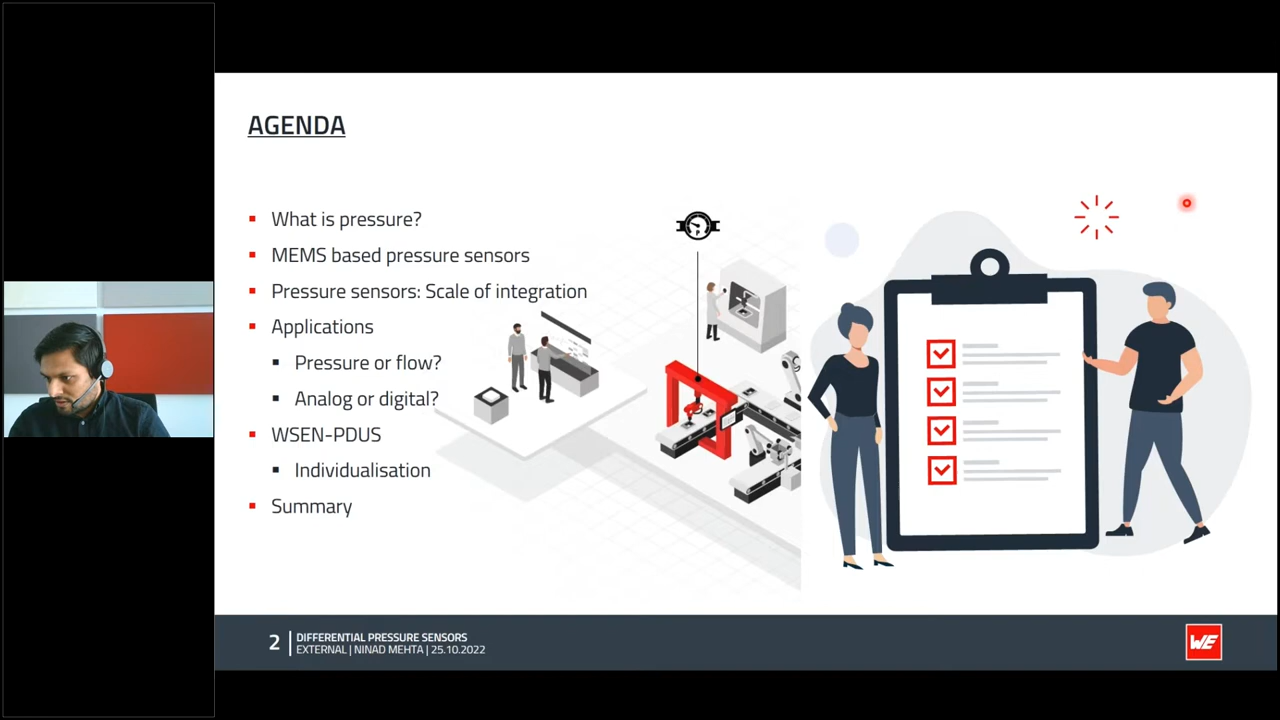 AGENDA
What is pressure?
MEMS based pressure sensors
Pressure sensors: Scale of integration
Applications
Pressure or flow?
Analog or digital?
WSEN-PDUS
Individualisation
Summary
2
DIFFERENTIAL PRESSURE SENSORS
EXTERNAL | NINAD MEHTA | 25.10.2022
WE